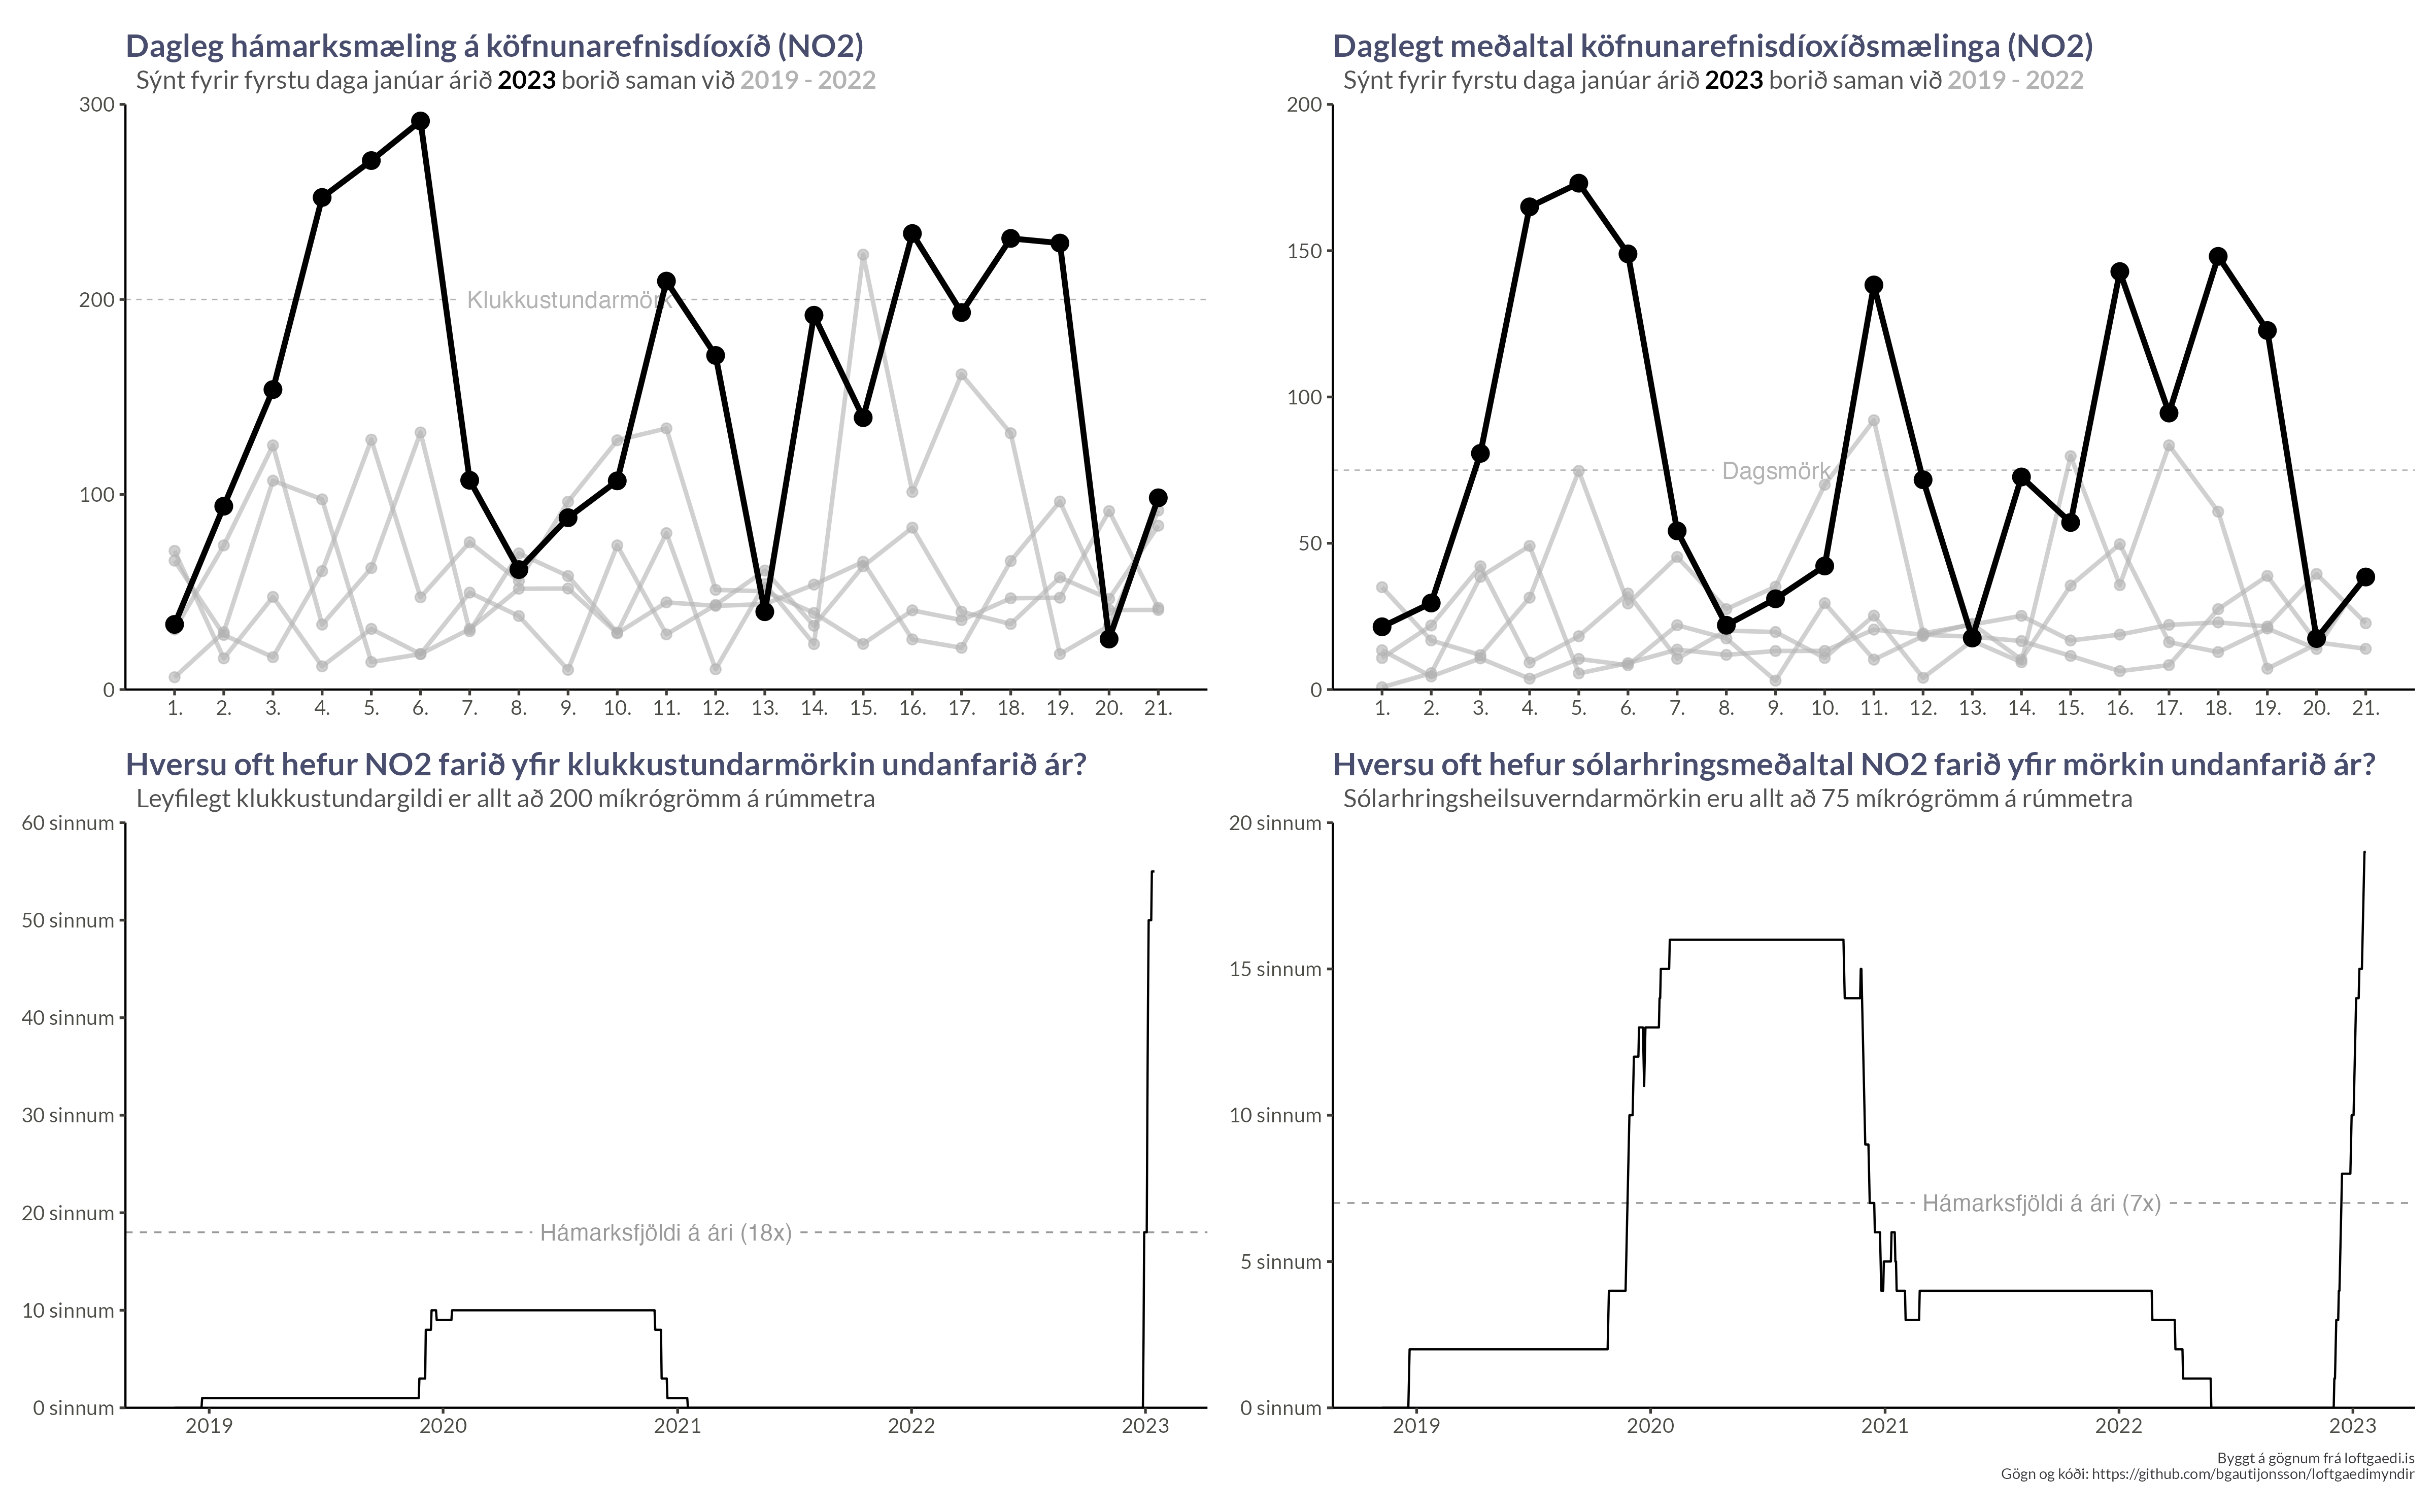 Dagleg hámarksmæling á köfnunarefnisdíoxíð (NO2)
Sýnt fyrir fyrstu daga janúar árið 2023 borið saman við 2019 - 2022
300
200
100
0
Klukkustundarmörk
1. 2. 3. 4. 5. 6. 7. 8. 9. 10. 11. 12. 13. 14. 15. 16. 17. 18. 19. 20. 21.
Daglegt meðaltal köfnunarefnisdíoxíðsmælinga (NO2)
Sýnt fyrir fyrstu daga janúar árið 2023 borið saman við 2019 - 2022
200
150
100
50
0
Dagsmörk
1. 2. 3. 4. 5. 6. 7. 8. 9. 10. 11. 12. 13. 14. 15. 16. 17. 18. 19. 20. 21.
Hversu oft hefur NO2 farið yfir klukkustundarmörkin undanfarið ár?
Leyfilegt klukkustundargildi er allt að 200 míkrógrömm á rúmmetra
60 sinnum
50 sinnum
40 sinnum
30 sinnum
20 sinnum
10 sinnum
0 sinnum
Hámarksfjöldi á ári (18x)
2019 2020 2021 2022 2023
Hversu oft hefur sólarhringsmeðaltal NO2 farið yfir mörkin undanfarið ár?
Sólarhringsheilsuverndarmörkin eru allt að 75 míkrógrömm á rúmmetra
20 sinnum
15 sinnum
10 sinnum
5 sinnum
0 sinnum
Hámarksfjöldi á ári (7x)
2019 2020 2021 2022 2023
Byggt á gögnum frá loftgaedi.is
Gögn og kóði: https://github.com/bgautijonsson/loftgaedimyndir